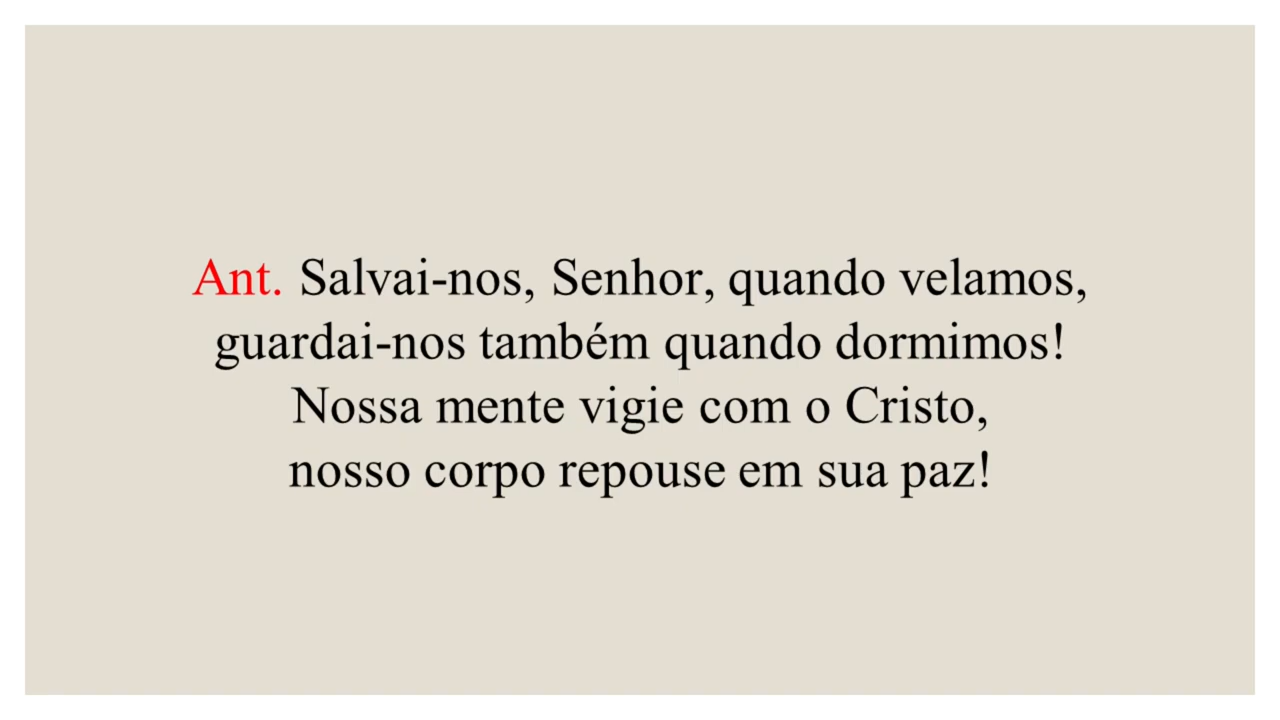 Ant. Salvai-nos, Senhor, quando velamos,
guardai-nos também quando dormimos!
Nossa mente vigie com o Cristo,
nosso corpo repouse em sua paz!